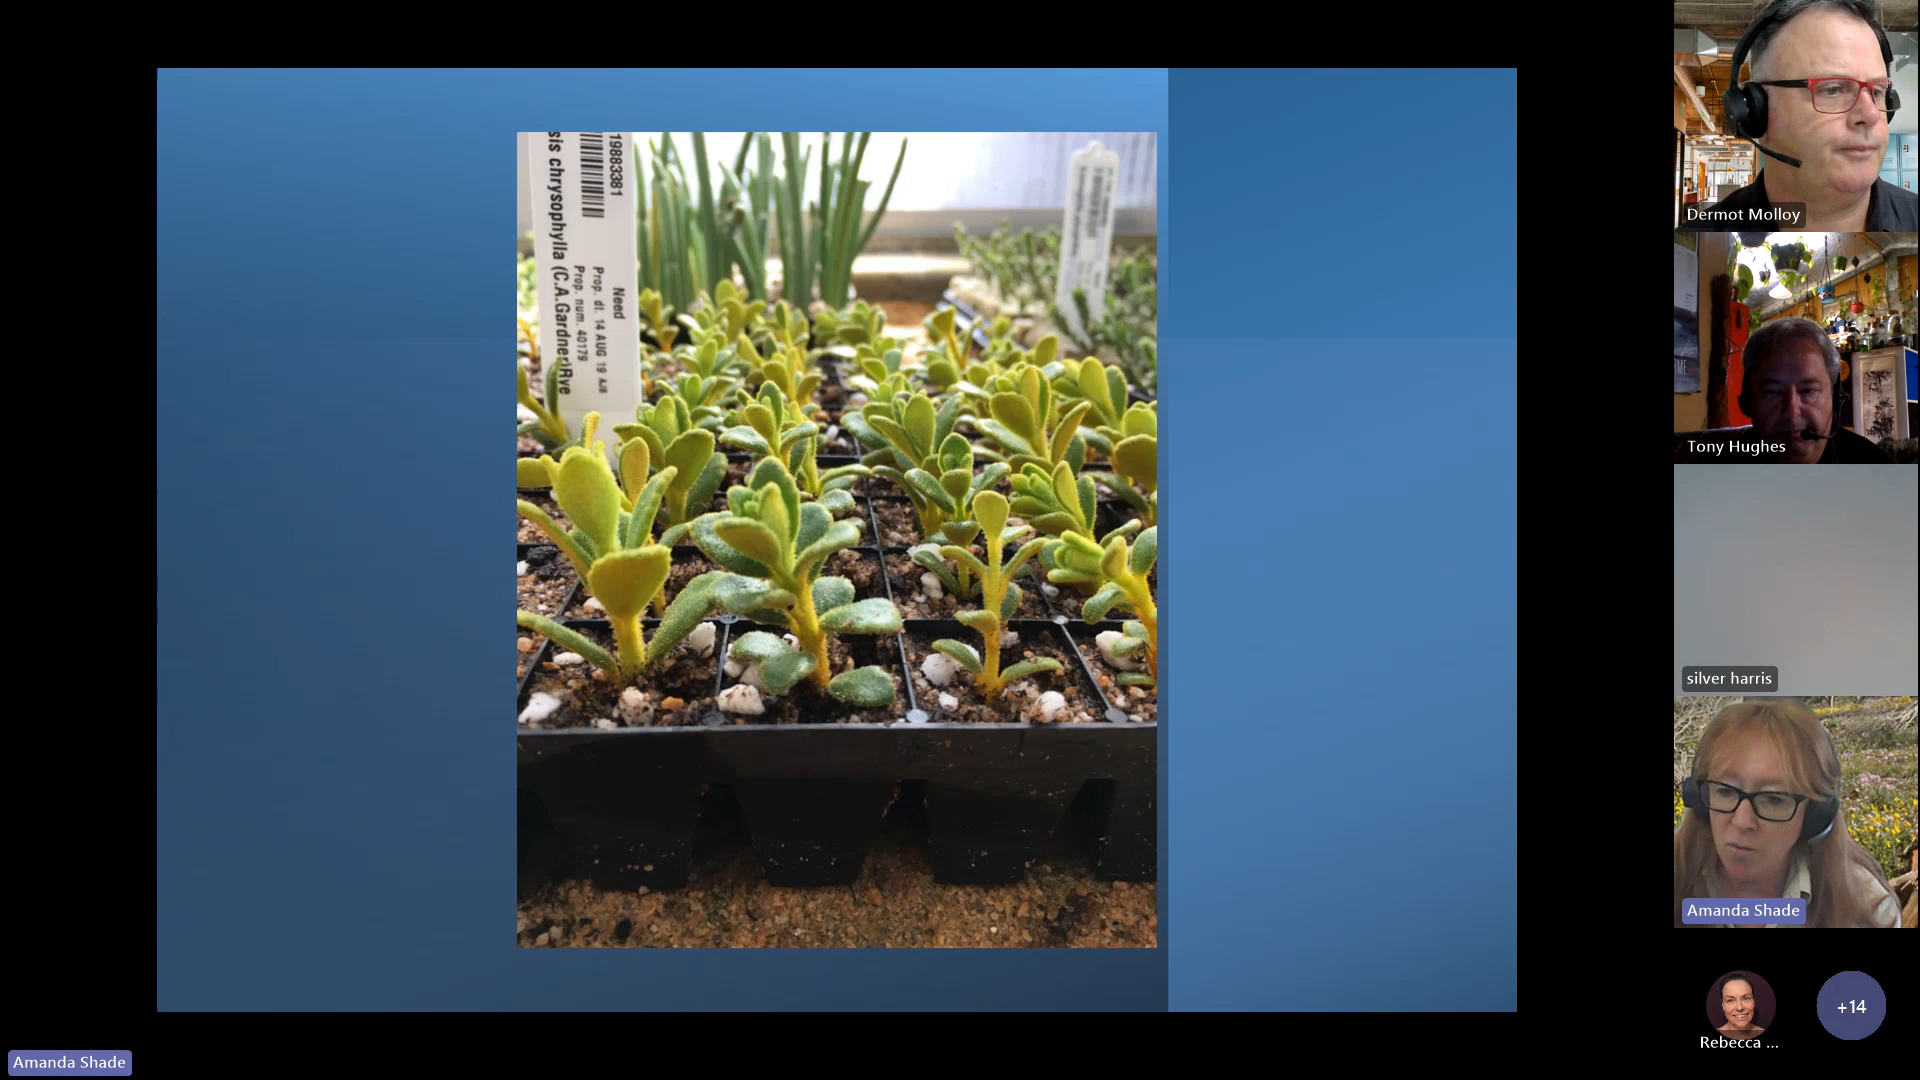 19883381
sis chrysophylla (C.A.Gardner)Rye
Need
Prop. dt. 14 AUG 19 AJS
Prop. num. 40179
Dermot Molloy
Tony Hughes
silver harris
Amanda Shade
Rebecca ...
+14
Amanda Shade